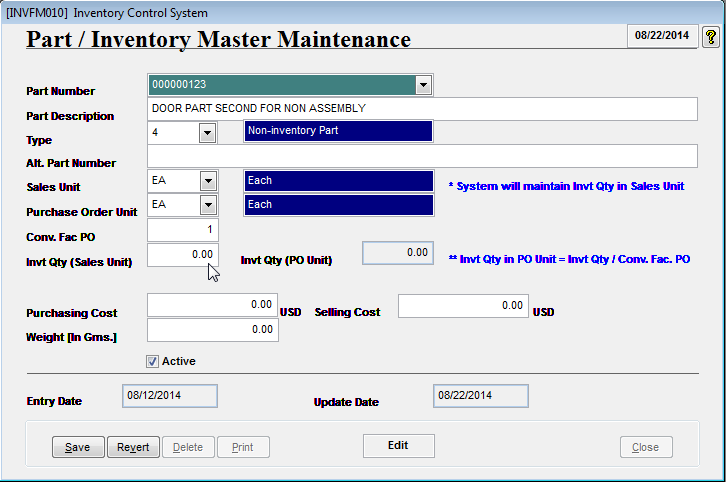 [INVFM010] Inventory Control System
Part / Inventory Master Maintenance 08/22/2014 ?
Part Number 000000123
Part Description DOOR PART SECOND FOR NON ASSEMBLY
Type 4 Non-inventory Part
Alt. Part Number
Sales Unit EA Each * System will maintain Invt Qty in Sales Unit
Purchase Order Unit EA Each
Conv. Fac PO 1
Invt Qty (Sales Unit) 0.00 Invt Qty (PO Unit) 0.00 ** Invt Qty in PO Unit = Invt Qty / Conv. Fac. PO
Purchasing Cost 0.00 USD Selling Cost 0.00 USD
Weight [In Gms.] 0.00
Active
Entry Date 08/12/2014 Update Date 08/22/2014
Save Revert Delete Print Edit Close